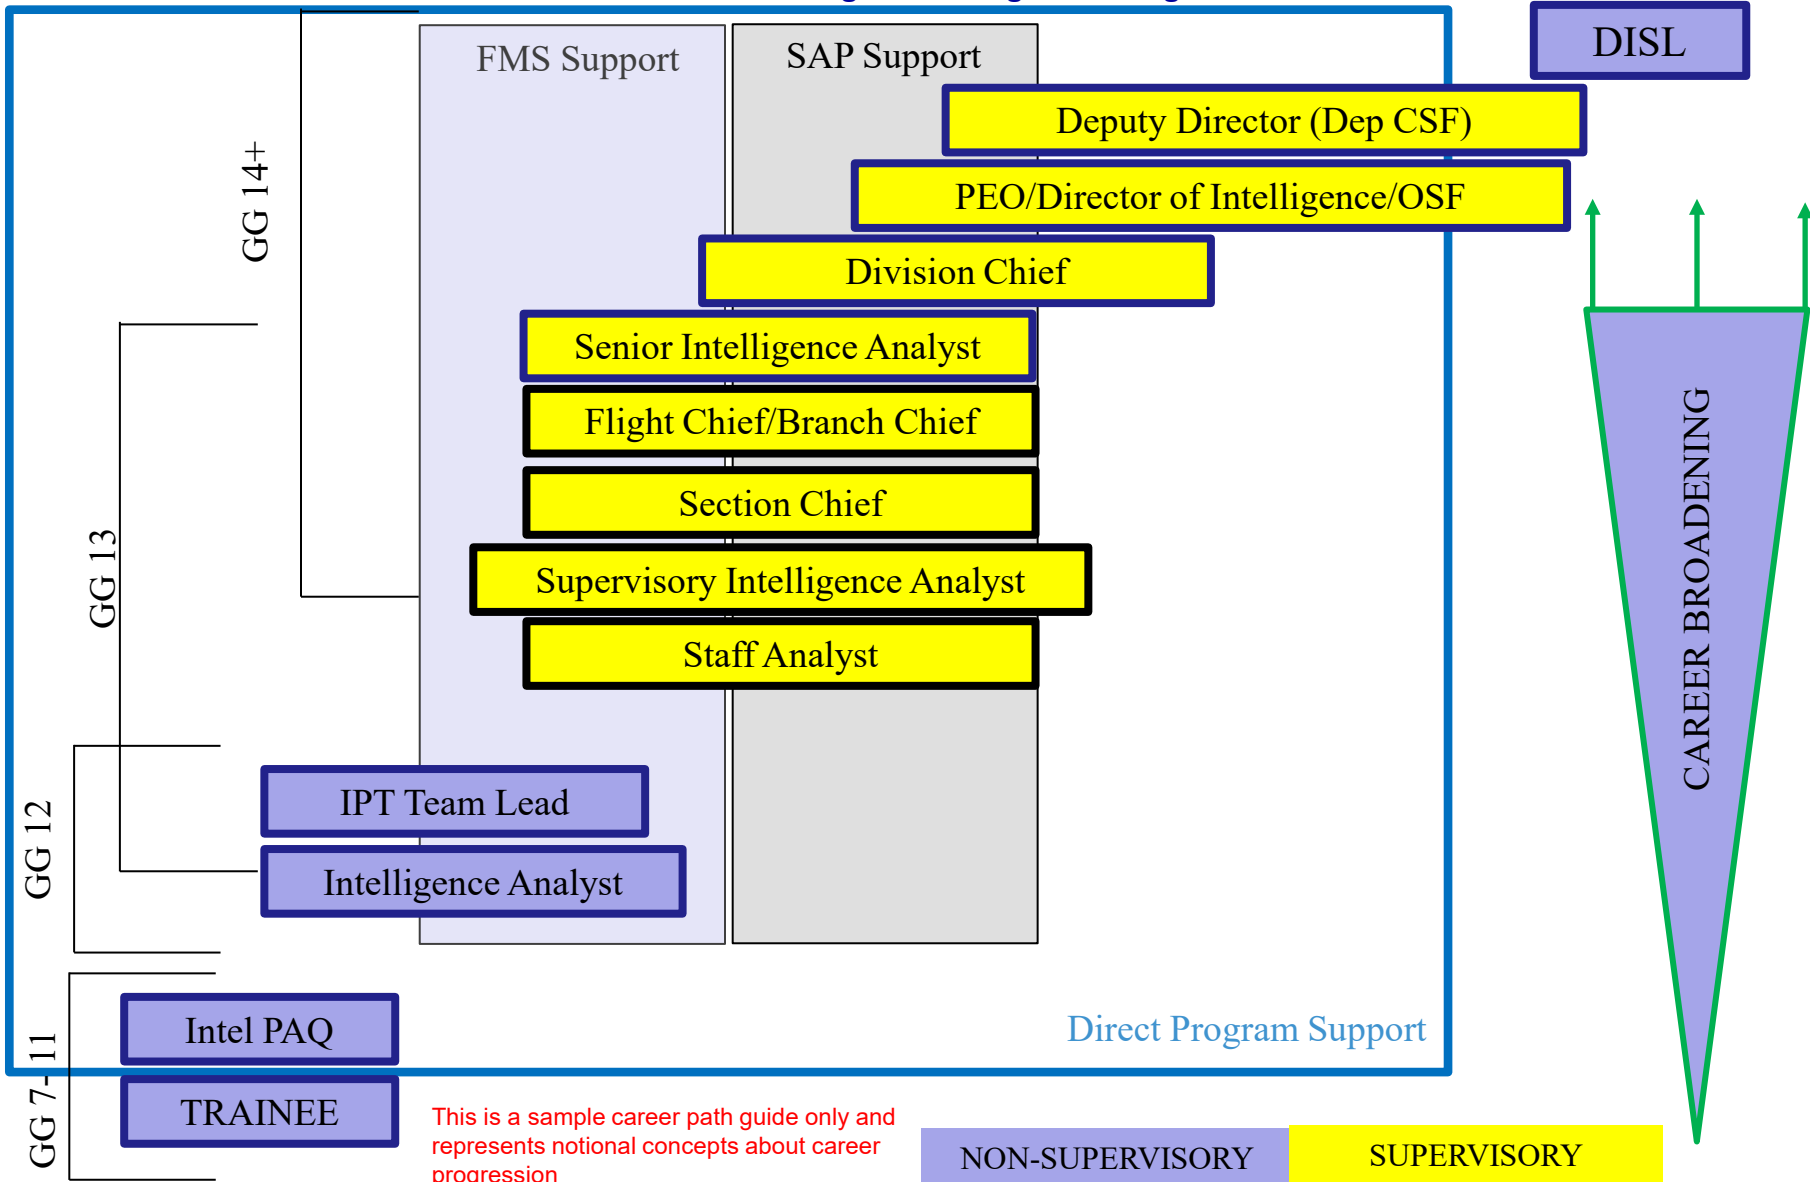 FMS Support
SAP Support
DISL
Deputy Director (Dep CSF)
PEO/Director of Intelligence/OSF
Division Chief
Senior Intelligence Analyst
Flight Chief/Branch Chief
Section Chief
Supervisory Intelligence Analyst
Staff Analyst
IPT Team Lead
Intelligence Analyst
Intel PAQ
TRAINEE
GG 14+
GG 13
GG 12
GG 7- 11
CAREER BROADENING
Direct Program Support
This is a sample career path guide only and
represents notional concepts about career
progression
NON-SUPERVISORY
SUPERVISORY